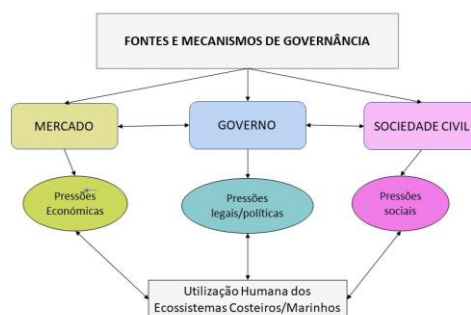 FONTES E MECANISMOS DE GOVERNÂNCIA
MERCADO
GOVERNO
SOCIEDADE CIVIL
Pressões
Económicas
Pressões
legais/políticas
Pressões
sociais
Utilização Humana dos
Ecossistemas Costeiros/Marinhos